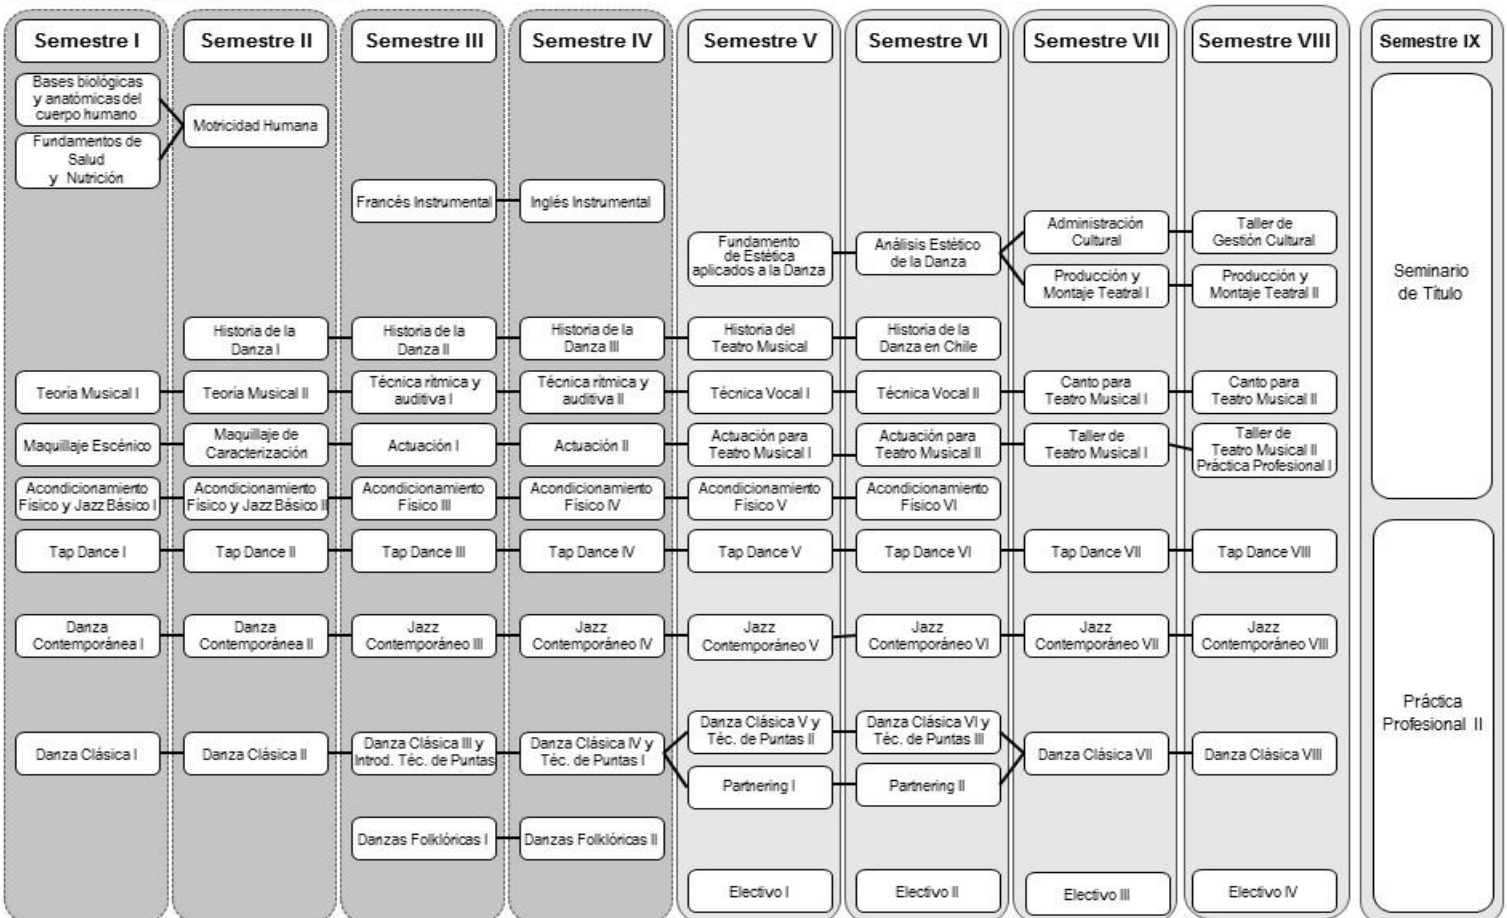 Semestre I
Semestre II
Semestre III
Semestre IV
Semestre V
Semestre VI
Semestre VII
Semestre VIII
Semestre IX
Bases biológicas
y anatómicas del
cuerpo humano
Fundamentos de
Salud
y Nutrición
Motricidad Humana
Francés Instrumental
Inglés Instrumental
Fundamento
de Estética
aplicados a la Danza
Análisis Estético
de la Danza
Administración
Cultural
Taller de
Gestión Cultural
Producción y
Montaje Teatral I
Producción y
Montaje Teatral II
Seminario
de Título
Historia de la
Danza I
Historia de la
Danza II
Historia de la
Danza III
Historia del
Teatro Musical
Historia de la
Danza en Chile
Teoría Musical I
Teoría Musical II
Técnica rítmica y
auditiva I
Técnica rítmica y
auditiva II
Técnica Vocal I
Técnica Vocal II
Canto para
Teatro Musical I
Canto para
Teatro Musical II
Maquillaje Escénico
Maquillaje de
Caracterización
Actuación I
Actuación II
Actuación para
Teatro Musical I
Actuación para
Teatro Musical II
Taller de
Teatro Musical I
Taller de
Teatro Musical II
Práctica Profesional I
Acondicionamiento
Físico y Jazz Básico I
Acondicionamiento
Físico y Jazz Básico II
Acondicionamiento
Físico III
Acondicionamiento
Físico IV
Acondicionamiento
Físico V
Acondicionamiento
Físico VI
Tap Dance I
Tap Dance II
Tap Dance III
Tap Dance IV
Tap Dance V
Tap Dance VI
Tap Dance VII
Tap Dance VIII
Danza
Contemporánea I
Danza
Contemporánea II
Jazz
Contemporáneo III
Jazz
Contemporáneo IV
Jazz
Contemporáneo V
Jazz
Contemporáneo VI
Jazz
Contemporáneo VII
Jazz
Contemporáneo VIII
Práctica
Profesional II
Danza Clásica I
Danza Clásica II
Danza Clásica III y
Introd. Téc. de Puntas
Danza Clásica IV y
Téc. de Puntas I
Danza Clásica V y
Téc. de Puntas II
Danza Clásica VI y
Téc. de Puntas III
Partnering I
Partnering II
Danza Clásica VII
Danza Clásica VIII
Danzas Folklóricas I
Danzas Folklóricas II
Electivo I
Electivo II
Electivo III
Electivo IV